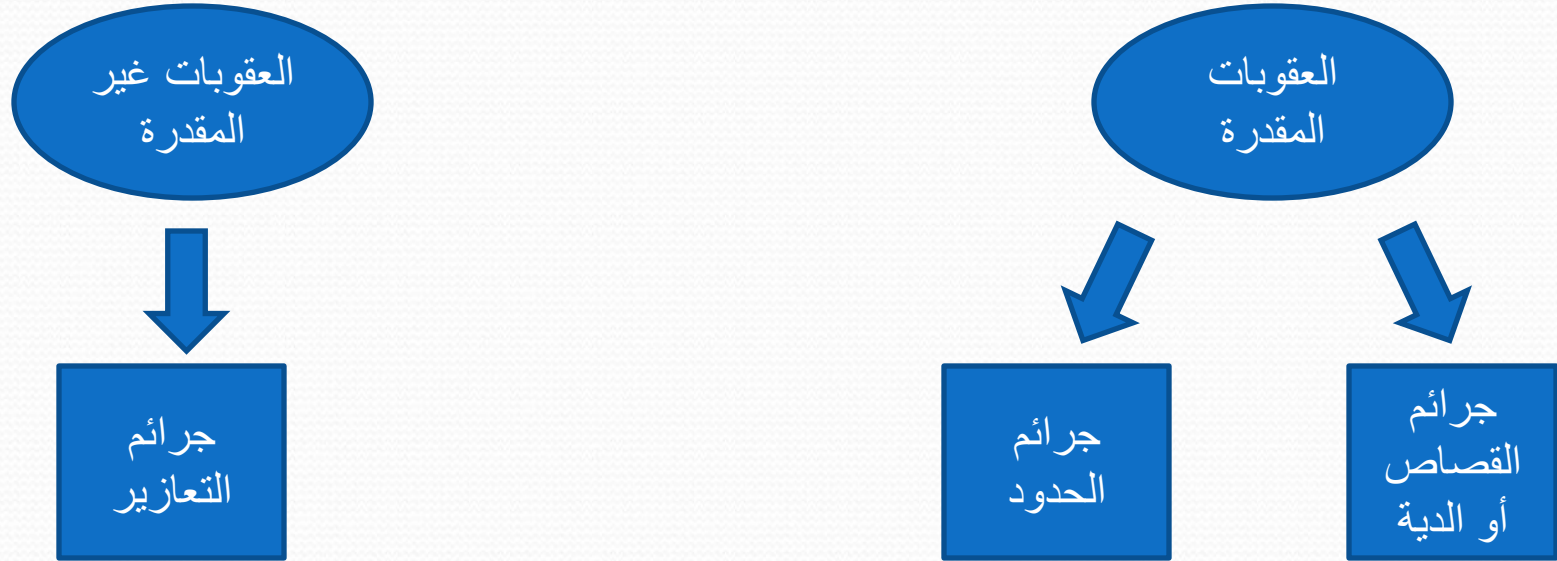 العقوبات
المقدرة
العقوبات غير
المقدرة
جرائم
القصاص
أو الدية
جرائم
الحدود
جرائم
التعازير